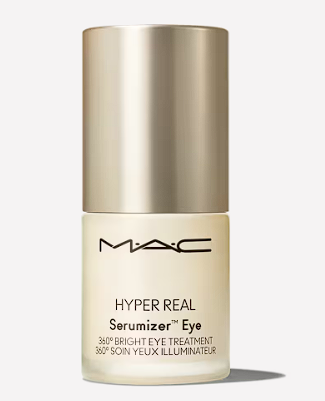 M·A·C
HYPER REAL
Serumizer™ Eye
360° BRIGHT EYE TREATMENT
360° SOIN YEUX ILLUMINATEUR